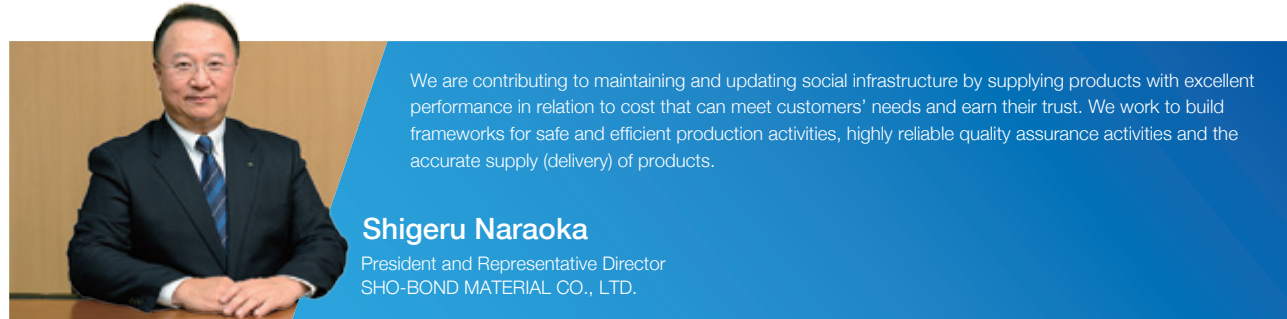 We are contributing to maintaining and updating social infrastructure by supplying products with excellent
performance in relation to cost that can meet customers’ needs and earn their trust. We work to build
frameworks for safe and efficient production activities, highly reliable quality assurance activities and the
accurate supply (delivery) of products.
Shigeru Naraoka
President and Representative Director
SHO-BOND MATERIAL CO., LTD.